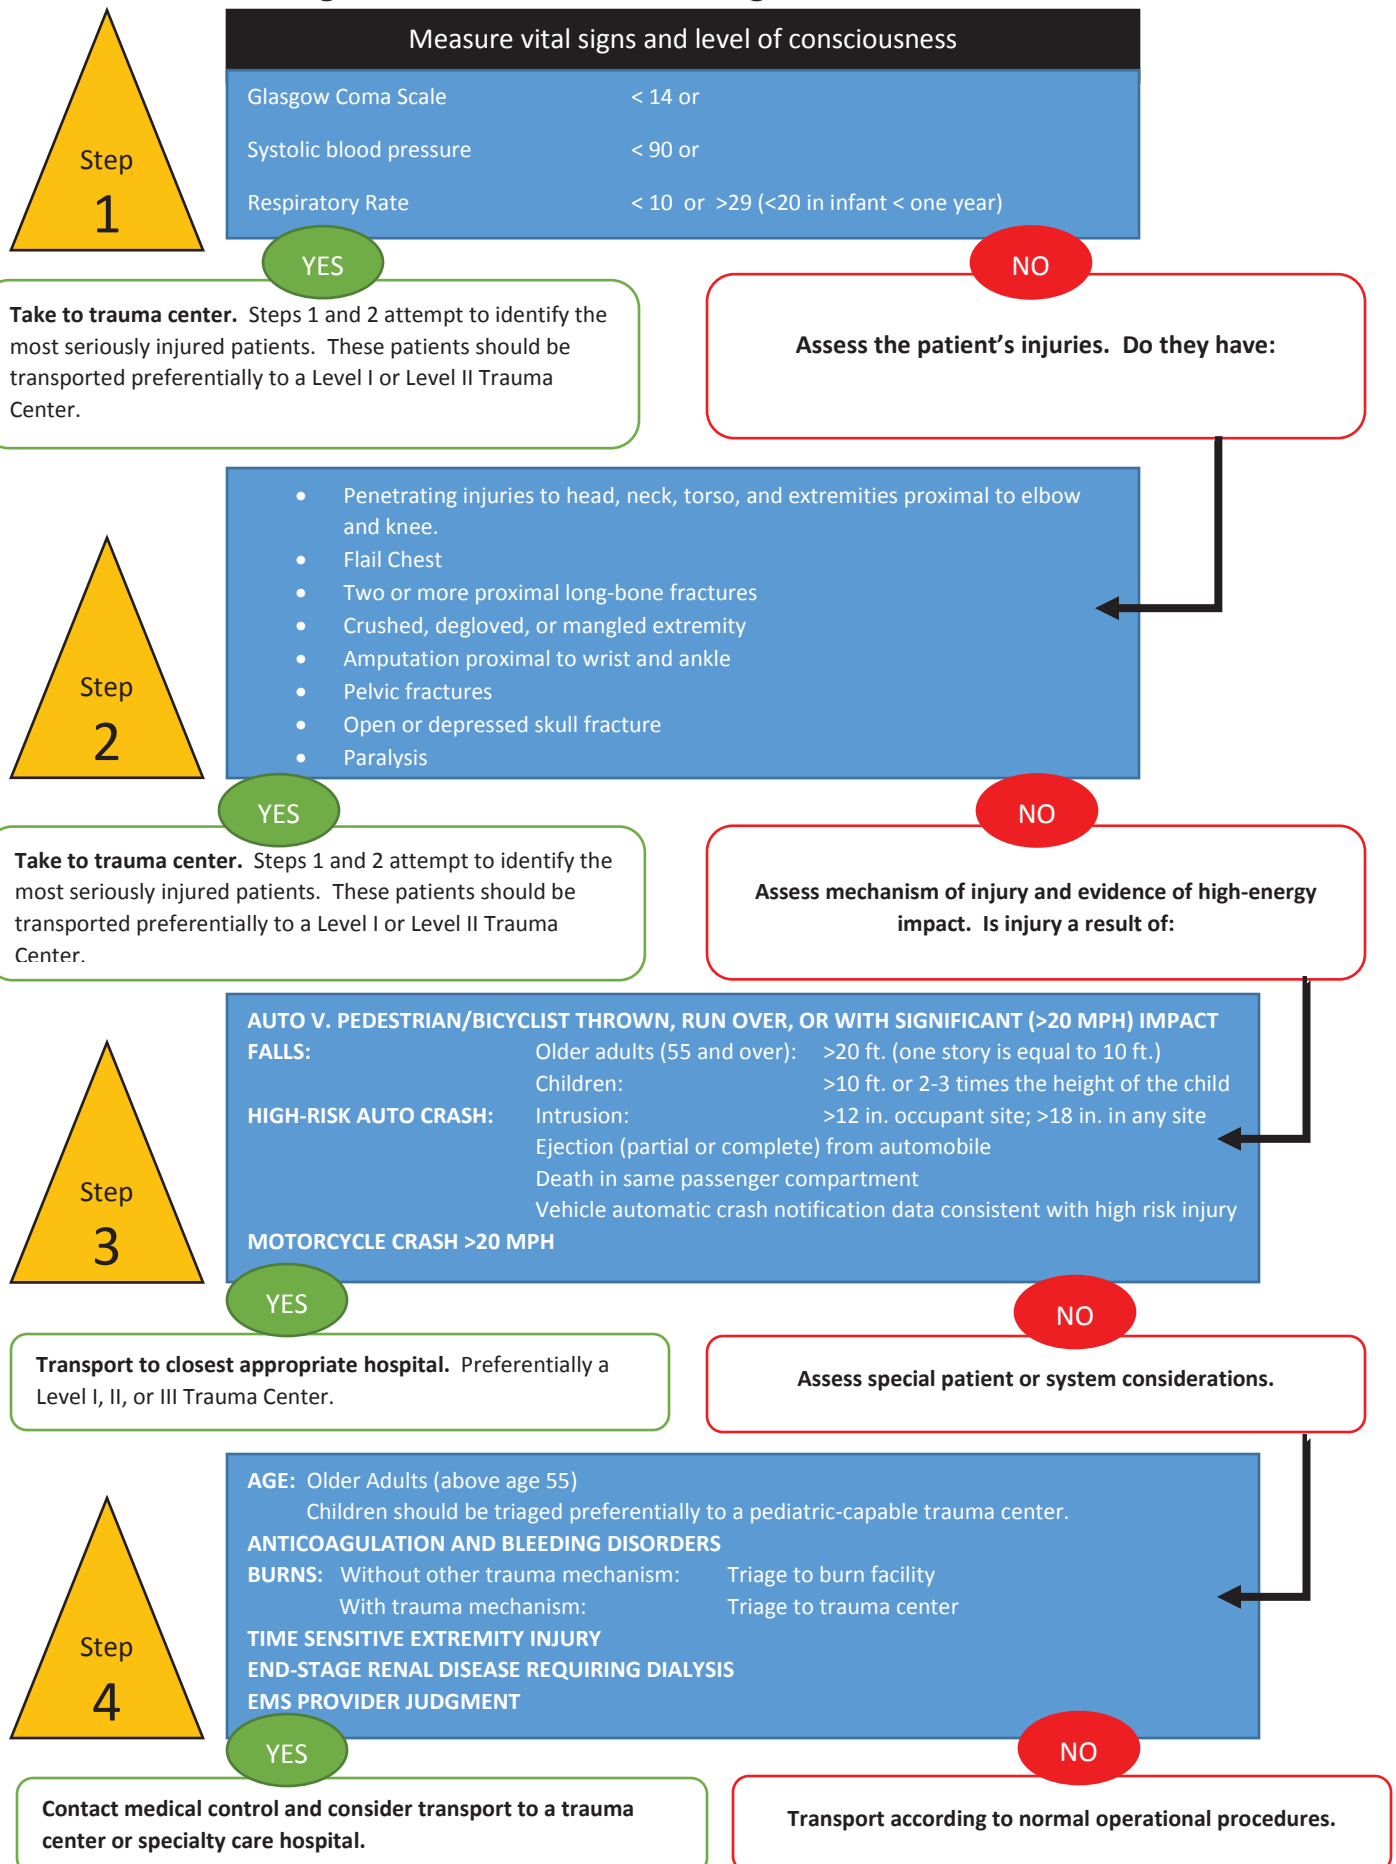 Measure vital signs and level of consciousness
Glasgow Coma Scale < 14 or
Systolic blood pressure < 90 or
Respiratory Rate < 10 or >29 (<20 in infant < one year)
Step
1
YES
NO
Take to trauma center. Steps 1 and 2 attempt to identify the
most seriously injured patients. These patients should be
transported preferentially to a Level I or Level II Trauma
Center.
Assess the patient’s injuries. Do they have:
• Penetrating injuries to head, neck, torso, and extremities proximal to elbow
and knee.
• Flail Chest
• Two or more proximal long-bone fractures
• Crushed, degloved, or mangled extremity
• Amputation proximal to wrist and ankle
• Pelvic fractures
• Open or depressed skull fracture
• Paralysis
Step
2
YES
NO
Take to trauma center. Steps 1 and 2 attempt to identify the
most seriously injured patients. These patients should be
transported preferentially to a Level I or Level II Trauma
Center.
Assess mechanism of injury and evidence of high-energy
impact. Is injury a result of:
AUTO V. PEDESTRIAN/BICYCLIST THROWN, RUN OVER, OR WITH SIGNIFICANT (>20 MPH) IMPACT
FALLS: Older adults (55 and over): >20 ft. (one story is equal to 10 ft.)
Children: >10 ft. or 2-3 times the height of the child
HIGH-RISK AUTO CRASH: Intrusion: >12 in. occupant site; >18 in. in any site
Ejection (partial or complete) from automobile
Death in same passenger compartment
Vehicle automatic crash notification data consistent with high risk injury
MOTORCYCLE CRASH >20 MPH
Step
3
YES
NO
Transport to closest appropriate hospital. Preferentially a
Level I, II, or III Trauma Center.
Assess special patient or system considerations.
AGE: Older Adults (above age 55)
Children should be triaged preferentially to a pediatric-capable trauma center.
ANTICOAGULATION AND BLEEDING DISORDERS
BURNS: Without other trauma mechanism: Triage to burn facility
With trauma mechanism: Triage to trauma center
TIME SENSITIVE EXTREMITY INJURY
END-STAGE RENAL DISEASE REQUIRING DIALYSIS
EMS PROVIDER JUDGMENT
Step
4
YES
NO
Contact medical control and consider transport to a trauma
center or specialty care hospital.
Transport according to normal operational procedures.